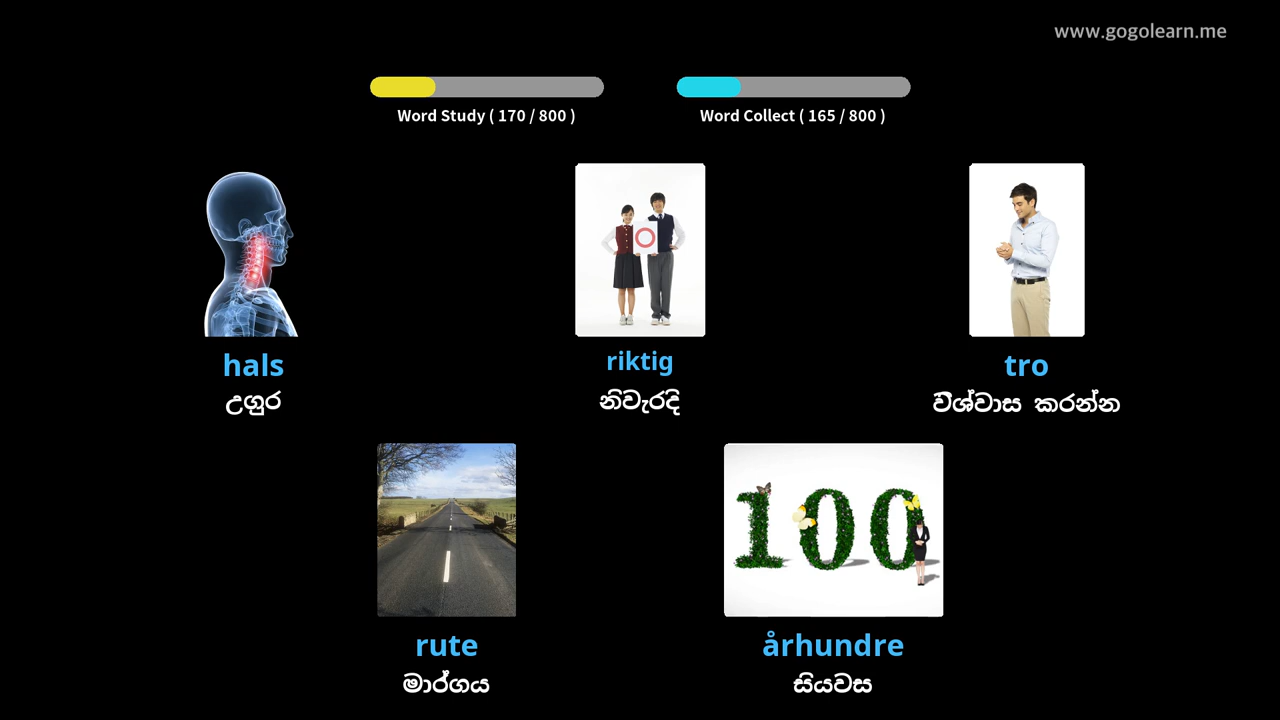 www.gogolearn.me
Word Study ( 170 / 800 )
Word Collect ( 165 / 800 )
hals
උගුර
riktig
නිවැරදි
tro
විශ්වාස කරන්න
rute
මාර්ගය
100
århundre
සියවස